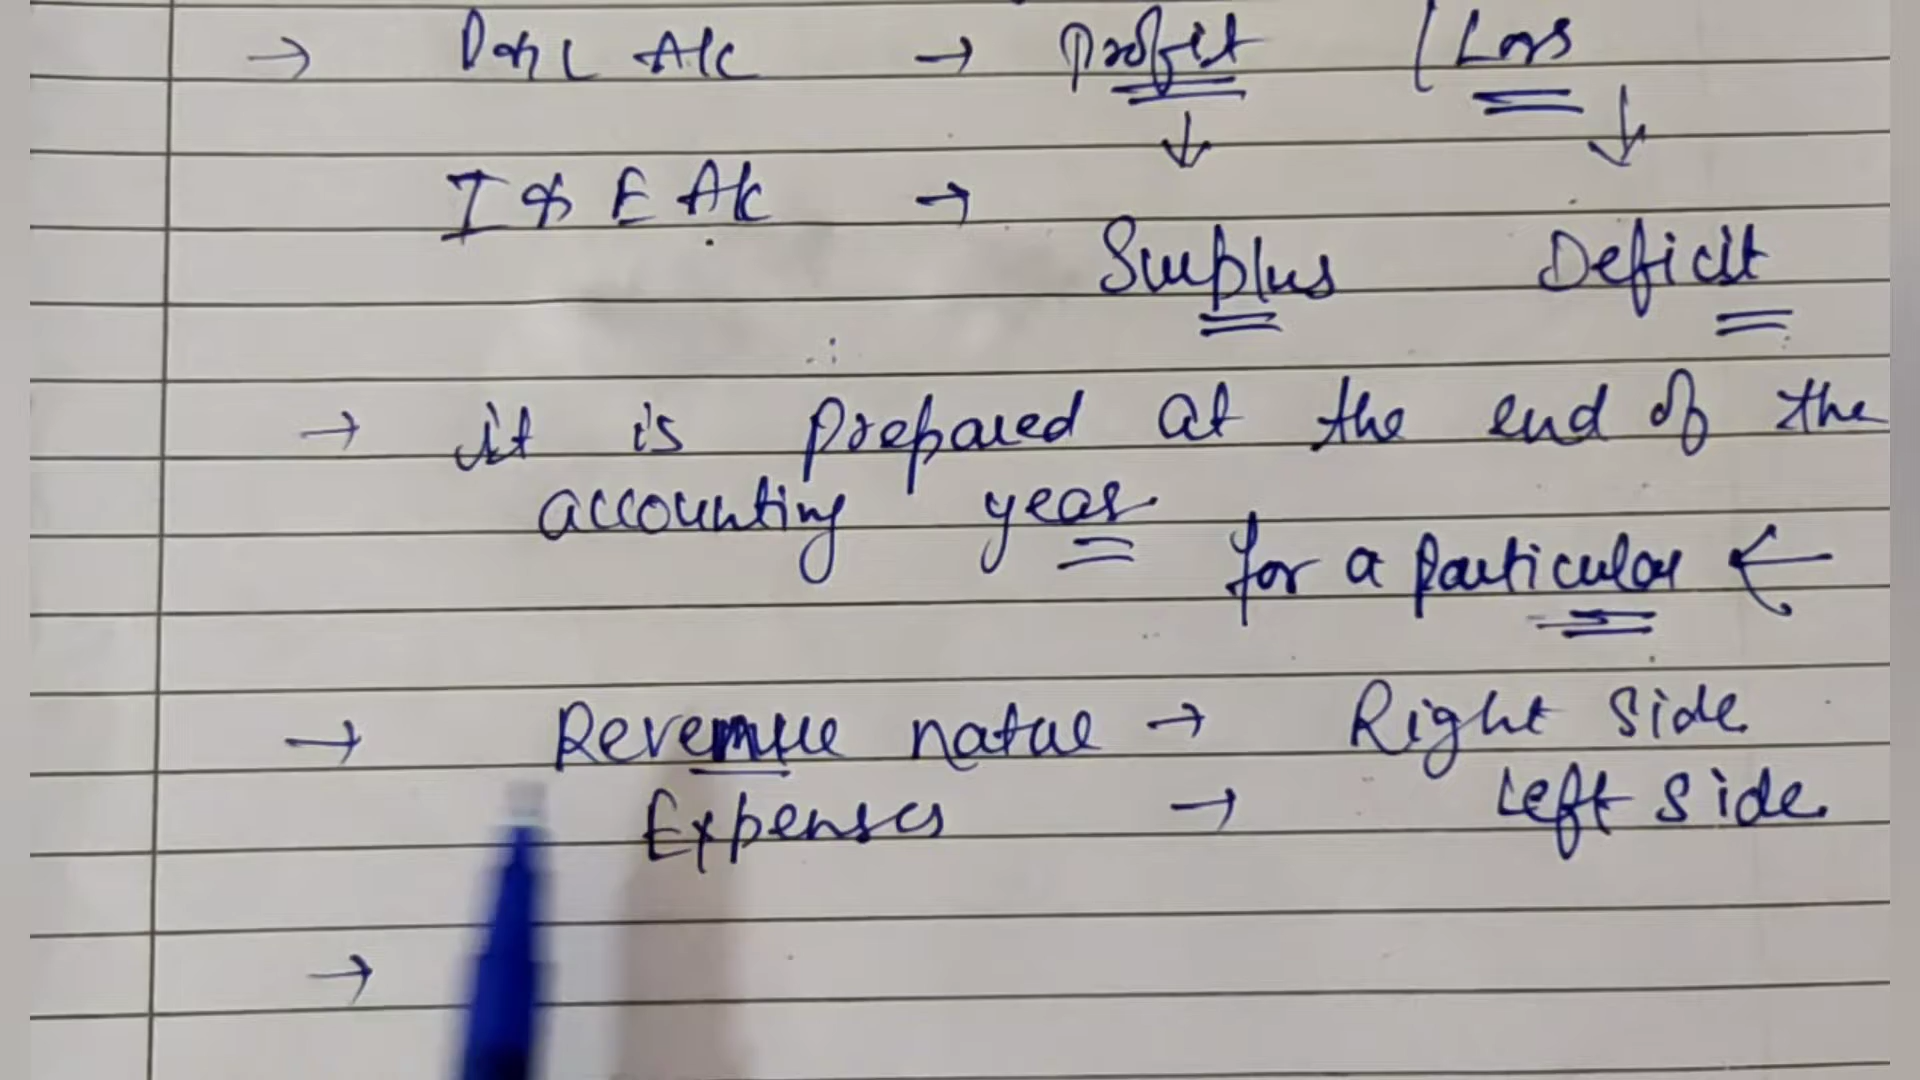 → P & L A/c → Profit / Loss
↓ ↓
I & E A/c → Surplus Deficit
→ it is prepared at the end of the
accounting year
for a particular ←
→ Revenue natue → Right side
Expenses → Left side
→